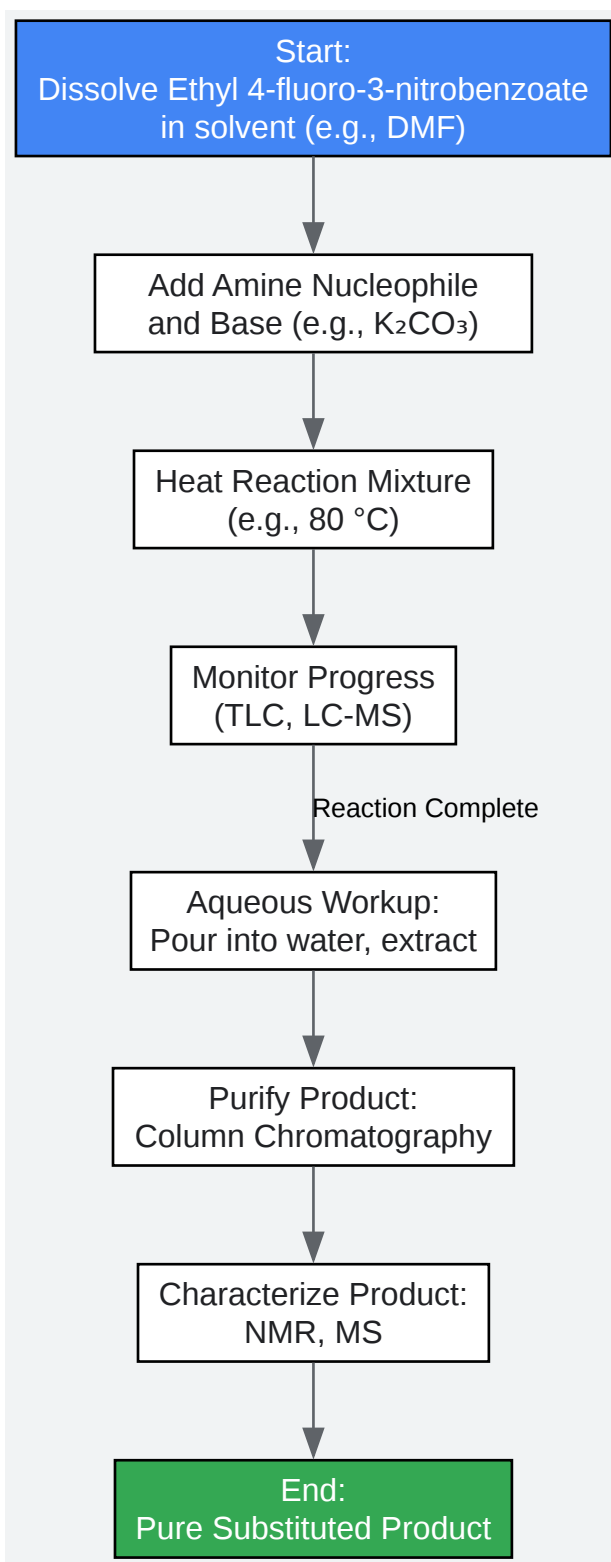 Start:
Dissolve Ethyl 4-fluoro-3-nitrobenzoate
in solvent (e.g., DMF)
Add Amine Nucleophile
and Base (e.g., K₂CO₃)
Heat Reaction Mixture
(e.g., 80 °C)
Monitor Progress
(TLC, LC-MS)
Reaction Complete
Aqueous Workup:
Pour into water, extract
Purify Product:
Column Chromatography
Characterize Product:
NMR, MS
End:
Pure Substituted Product